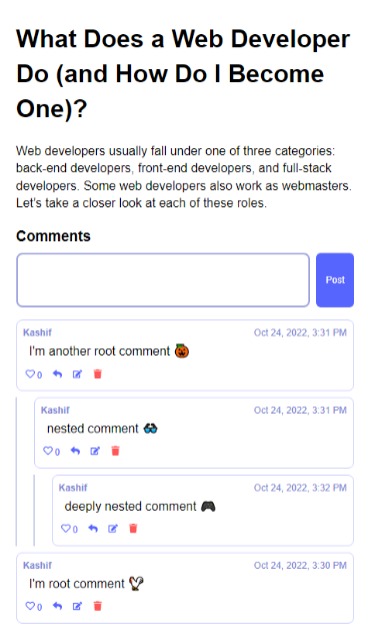 What Does a Web Developer
Do (and How Do I Become
One)?
Web developers usually fall under one of three categories:
back-end developers, front-end developers, and full-stack
developers. Some web developers also work as webmasters.
Let's take a closer look at each of these roles.
Comments
Post
Kashif Oct 24, 2022, 3:31 PM
I'm another root comment 🎃
0
Kashif Oct 24, 2022, 3:31 PM
nested comment 👓
0
Kashif Oct 24, 2022, 3:32 PM
deeply nested comment 🎮
0
Kashif Oct 24, 2022, 3:30 PM
I'm root comment
0